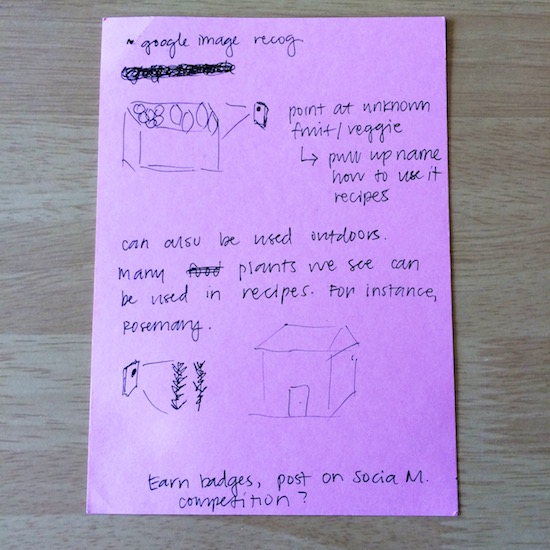 ~ google image recog
point at unknown
fruit/veggie
↳ pull up name
how to use it
recipes
can also be used outdoors.
many food plants we see can
be used in recipes. For instance,
rosemary.
Earn badges, post on Socia M.
competition?